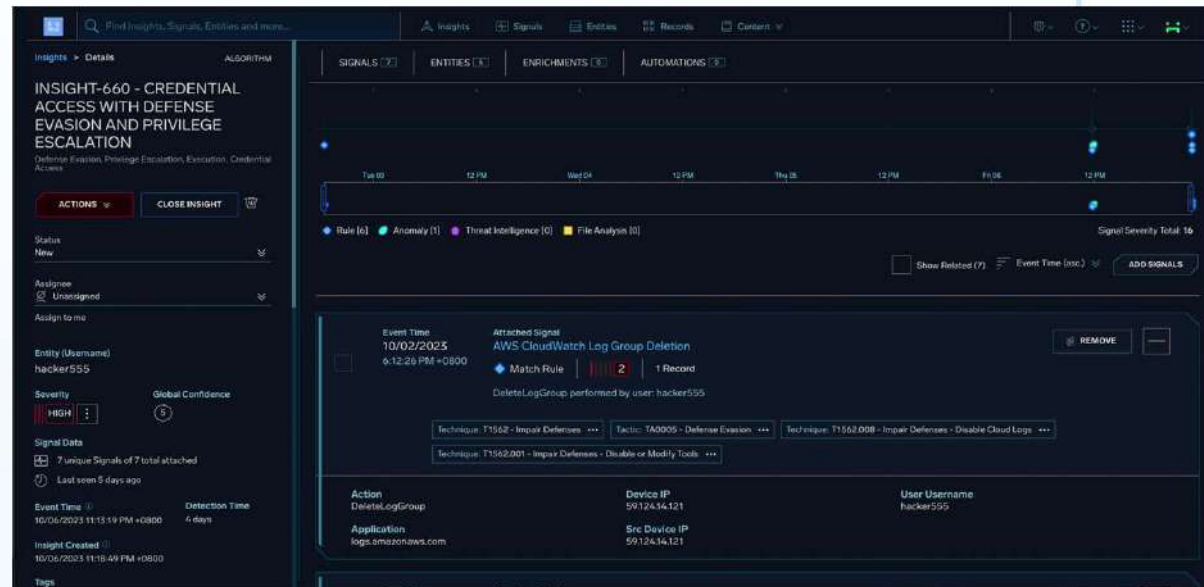 Find Insights, Signals, Entities and more...
Insights
Signals
Entities
Records
Content
Insights > Details
ALGORITHM
INSIGHT-660 - CREDENTIAL
ACCESS WITH DEFENSE
EVASION AND PRIVILEGE
ESCALATION
Defense Evasion, Privilege Escalation, Execution, Credential
Access
ACTIONS
CLOSE INSIGHT
Status
New
Assignee
Unassigned
Assign to me
Entity (Username)
hacker555
Severity
Global Confidence
HIGH
5
Signal Data
7 unique Signals of 7 total attached
Last seen 5 days ago
Event Time
Detection Time
10/06/2023 11:13:19 PM +0800
4 days
Insight Created
10/06/2023 11:18:49 PM +0800
Tags
SIGNALS 7
ENTITIES 6
ENRICHMENTS 0
AUTOMATIONS 0
12 PM
Wed 04
12 PM
Thu 05
12 PM
Fri 06
12 PM
Rule [6]
Anomaly [1]
Threat Intelligence [0]
File Analysis [0]
Signal Severity Total: 16
Show Related (7)
Event Time (asc.)
ADD SIGNALS
Event Time
10/02/2023
6:12:26 PM +0800
Attached Signal
AWS CloudWatch Log Group Deletion
Match Rule
2
1 Record
DeleteLogGroup performed by user: hacker555
REMOVE
Technique: T1562 - Impair Defenses
Tactic: TA0005 - Defense Evasion
Technique: T1562.008 - Impair Defenses - Disable Cloud Logs
Technique: T1562.001 - Impair Defenses - Disable or Modify Tools
Action
DeleteLogGroup
Device IP
59.124.14.121
User Username
hacker555
Application
logs.amazonaws.com
Src Device IP
59.124.14.121